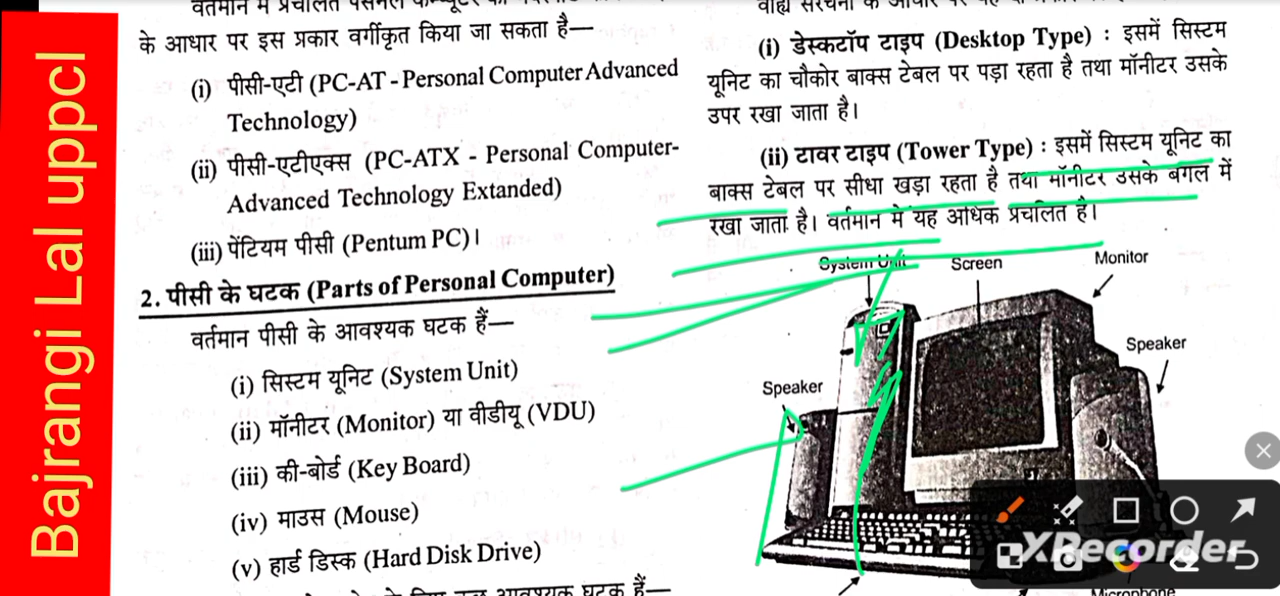 Bajrangi Lal uppcl
के आधार पर इस प्रकार वर्गीकृत किया जा सकता है—
(i) पीसी-एटी (PC-AT - Personal Computer Advanced
Technology)
(ii) पीसी-एटीएक्स (PC-ATX - Personal Computer-
Advanced Technology Extanded)
(iii) पेंटियम पीसी (Pentum PC)।
2. पीसी के घटक (Parts of Personal Computer)
वर्तमान पीसी के आवश्यक घटक हैं—
(i) सिस्टम यूनिट (System Unit)
(ii) मॉनीटर (Monitor) या वीडीयू (VDU)
(iii) की-बोर्ड (Key Board)
(iv) माउस (Mouse)
(v) हार्ड डिस्क (Hard Disk Drive)
घटक हैं—
(i) डेस्कटॉप टाइप (Desktop Type) : इसमें सिस्टम
यूनिट का चौकोर बाक्स टेबल पर पड़ा रहता है तथा मॉनीटर उसके
उपर रखा जाता है।
(ii) टावर टाइप (Tower Type) : इसमें सिस्टम यूनिट का
बाक्स टेबल पर सीधा खड़ा रहता है तथा मॉनीटर उसके बगल में
रखा जाता है। वर्तमान में यह अधिक प्रचलित है।
System Unit
Screen
Monitor
Speaker
Speaker
XRecorder
Microphone